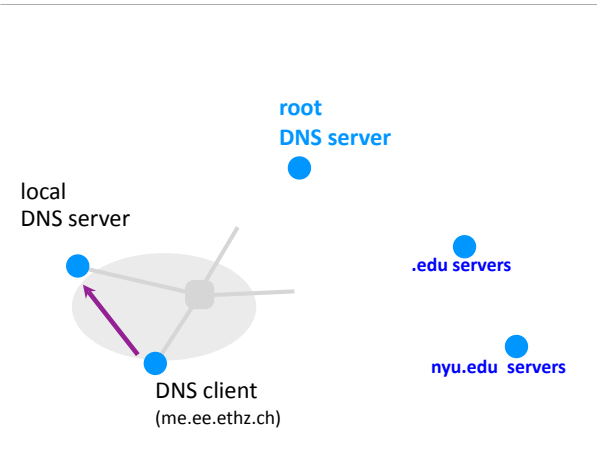 root
DNS server
local
DNS server
.edu servers
nyu.edu servers
DNS client
(me.ee.ethz.ch)